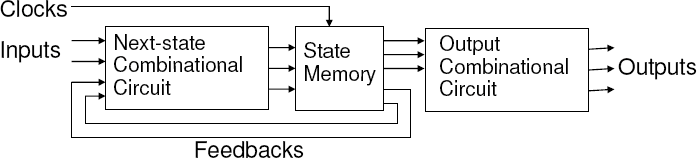 Clocks
Inputs
Next-state
Combinational
Circuit
State
Memory
Output
Combinational
Circuit
Outputs
Feedbacks